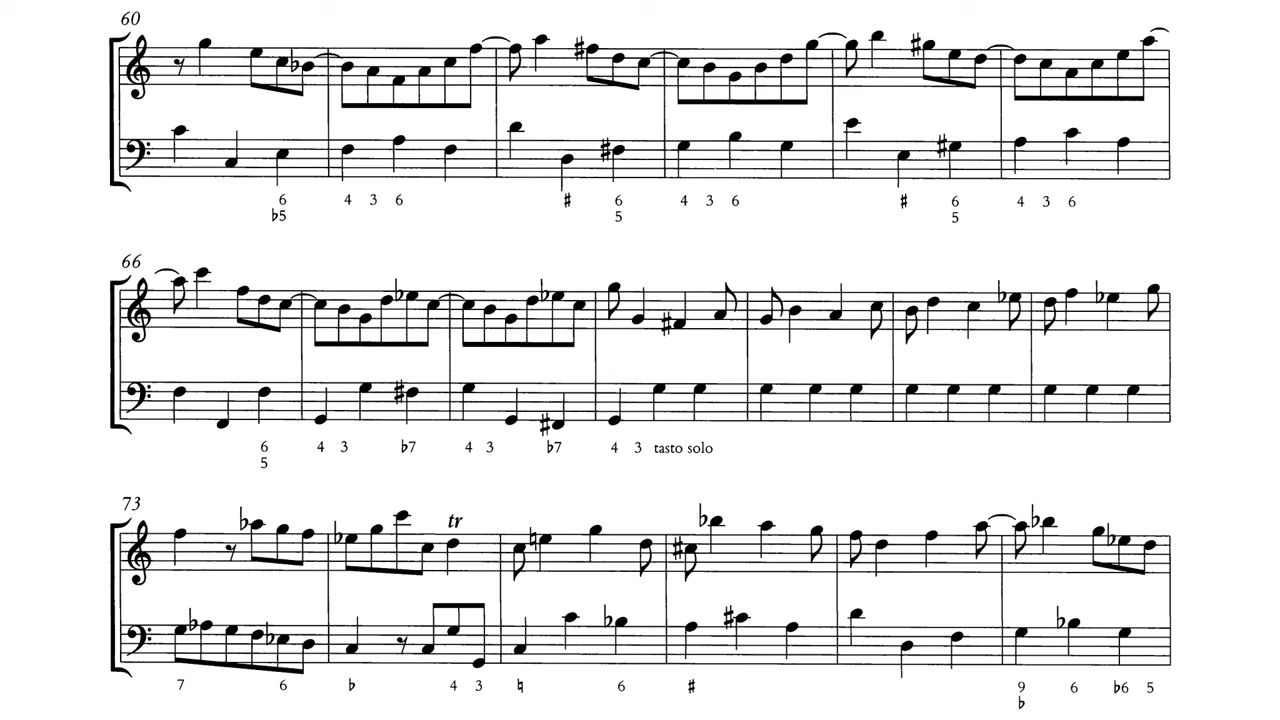 60
6 4 3 6 ♯ 6 4 3 6 ♯ 6 4 3 6
♭5 5 5
66
6 4 3 ♭7 4 3 ♭7 4 3 tasto solo
5
73
tr
7 6 ♭ 4 3 ♮ 6 ♯ 9 6 ♭6 5
♭